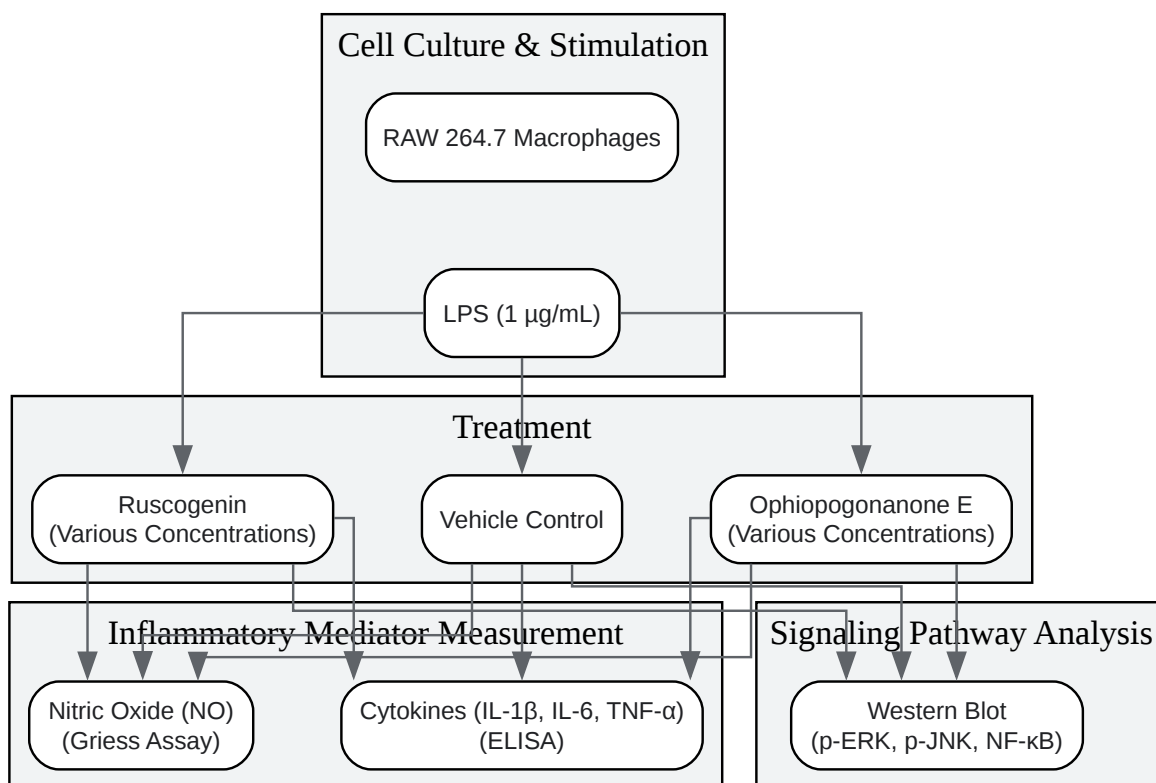 Cell Culture & Stimulation
RAW 264.7 Macrophages
LPS (1 µg/mL)
Treatment
Ruscogenin
(Various Concentrations)
Vehicle Control
Ophiopogonanone E
(Various Concentrations)
Inflammatory Mediator Measurement
Nitric Oxide (NO)
(Griess Assay)
Cytokines (IL-1β, IL-6, TNF-α)
(ELISA)
Signaling Pathway Analysis
Western Blot
(p-ERK, p-JNK, NF-κB)